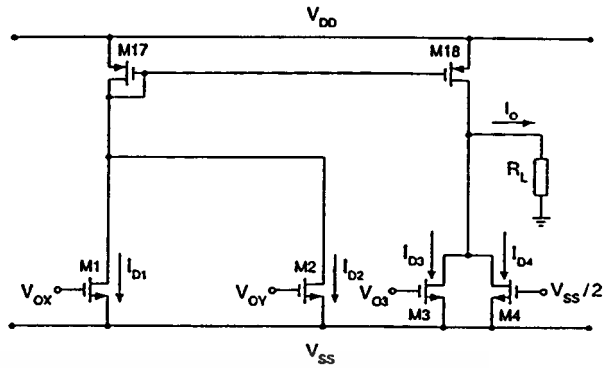 V_DD
M17
M18
I_o
R_L
M1
I_D1
M2
I_D2
I_D3
I_D4
V_OX
V_OY
V_O3
V_SS/2
M3
M4
V_SS